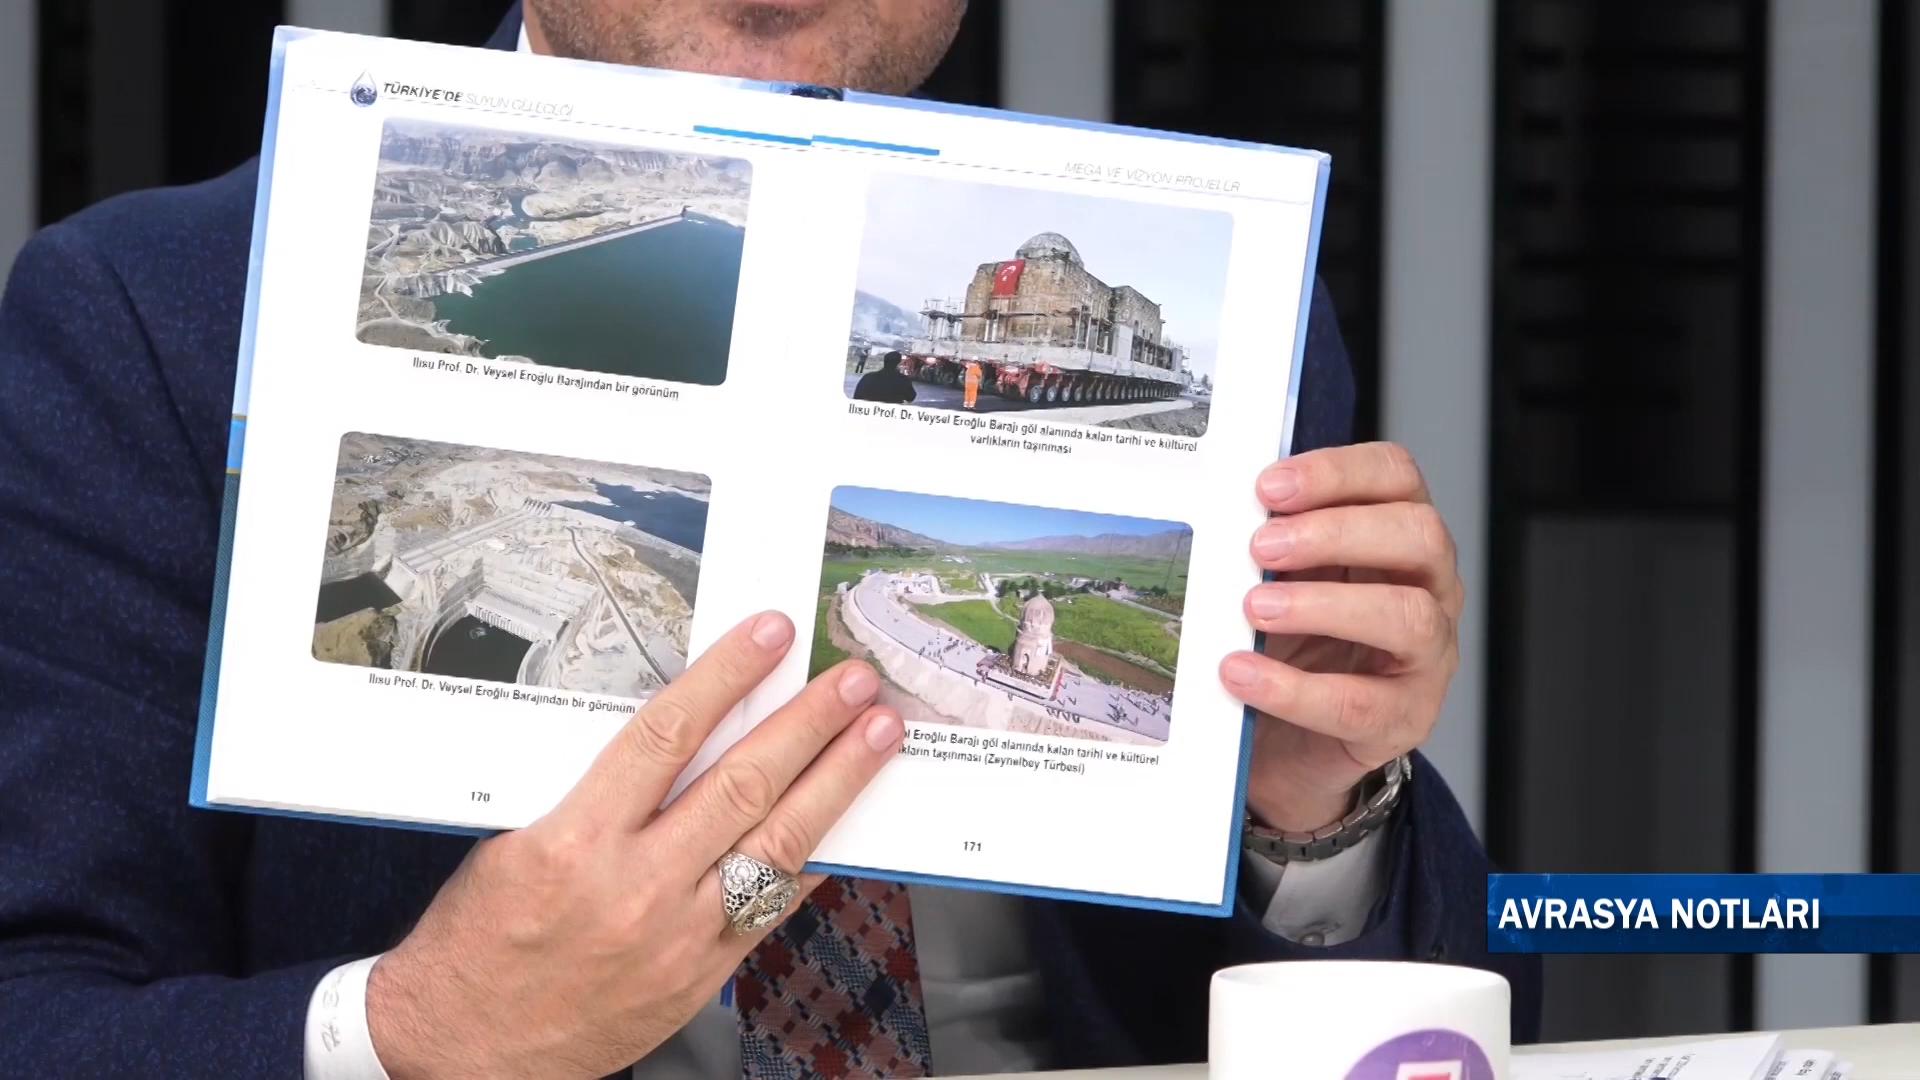 TÜRKİYE'DE SUYUN GELECEĞİ
Ilısu Prof. Dr. Veysel Eroğlu Barajından bir görünüm
Ilısu Prof. Dr. Veysel Eroğlu Barajından bir görünüm
170
MEGA VE VİZYON PROJELER
Ilısu Prof. Dr. Veysel Eroğlu Barajı göl alanında kalan tarihi ve kültürel
varlıkların taşınması
Eroğlu Barajı göl alanında kalan tarihi ve kültürel
taşınması (Zeynelbey Türbesi)
171
AVRASYA NOTLARI